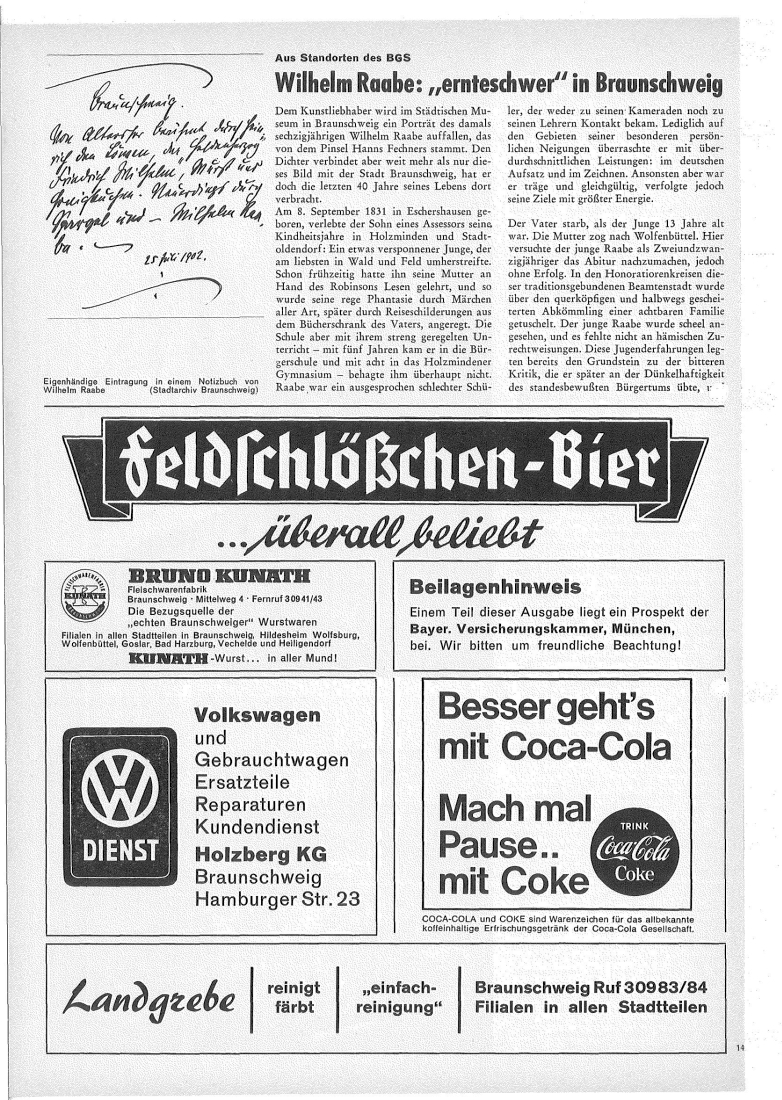 Braunschweig.
Von Alters her berühmt durch Hein-
rich den Löwen, den Heldenherzog
Friedrich Wilhelm, Wurst und
Honigkuchen. Neuerdings durch
Spargel und – Wilhelm Raa-
be.
25 Juli 1902.
Eigenhändige Eintragung in einem Notizbuch von
Wilhelm Raabe (Stadtarchiv Braunschweig)
Aus Standorten des BGS
Wilhelm Raabe: „ernteschwer“ in Braunschweig
Dem Kunstliebhaber wird im Städtischen Mu-
seum in Braunschweig ein Porträt des damals
sechzigjährigen Wilhelm Raabe auffallen, das
von dem Pinsel Hanns Fechners stammt. Den
Dichter verbindet aber weit mehr als nur die-
ses Bild mit der Stadt Braunschweig, hat er
doch die letzten 40 Jahre seines Lebens dort
verbracht.
Am 8. September 1831 in Eschershausen ge-
boren, verlebte der Sohn eines Assessors seine
Kindheitsjahre in Holzminden und Stadt-
oldendorf: Ein etwas versponnener Junge, der
am liebsten in Wald und Feld umherstreifte.
Schon frühzeitig hatte ihn seine Mutter an
Hand des Robinsons Lesen gelehrt, und so
wurde seine rege Phantasie durch Märchen
aller Art, später durch Reiseschilderungen aus
dem Bücherschrank des Vaters, angeregt. Die
Schule aber mit ihrem streng geregelten Un-
terricht – mit fünf Jahren kam er in die Bür-
gerschule und mit acht in das Holzmindener
Gymnasium – behagte ihm überhaupt nicht.
Raabe war ein ausgesprochen schlechter Schü-
ler, der weder zu seinen Kameraden noch zu
seinen Lehrern Kontakt bekam. Lediglich auf
den Gebieten seiner besonderen persön-
lichen Neigungen überraschte er mit über-
durchschnittlichen Leistungen: im deutschen
Aufsatz und im Zeichnen. Ansonsten aber war
er träge und gleichgültig, verfolgte jedoch
seine Ziele mit größter Energie.
Der Vater starb, als der Junge 13 Jahre alt
war. Die Mutter zog nach Wolfenbüttel. Hier
versuchte der junge Raabe als Zweiundzwan-
zigjähriger das Abitur nachzumachen, jedoch
ohne Erfolg. In den Honoratiorenkreisen die-
ser traditionsgebundenen Beamtenstadt wurde
über den querköpfigen und halbwegs geschei-
terten Abkömmling einer achtbaren Familie
getuschelt. Der junge Raabe wurde scheel an-
gesehen, und es fehlte nicht an hämischen Zu-
rechtweisungen. Diese Jugenderfahrungen leg-
ten bereits den Grundstein zu der bitteren
Kritik, die er später an der Dünkelhaftigkeit
des standesbewußten Bürgertums übte,
Feldschlößchen-Bier
...überall beliebt
FLEISCHWARENFABRIK
K
KUNATH
BRAUNSCHWEIG
BRUNO KUNATH
Fleischwarenfabrik
Braunschweig · Mittelweg 4 · Fernruf 30941/43
Die Bezugsquelle der
„echten Braunschweiger“ Wurstwaren
Filialen in allen Stadtteilen in Braunschweig, Hildesheim Wolfsburg,
Wolfenbüttel, Goslar, Bad Harzburg, Vechelde und Heiligendorf
KUNATH-Wurst... in aller Mund!
Beilagenhinweis
Einem Teil dieser Ausgabe liegt ein Prospekt der
Bayer. Versicherungskammer, München,
bei. Wir bitten um freundliche Beachtung!
VW
DIENST
Volkswagen
und
Gebrauchtwagen
Ersatzteile
Reparaturen
Kundendienst
Holzberg KG
Braunschweig
Hamburger Str. 23
Besser geht's
mit Coca-Cola
Mach mal
Pause..
mit Coke
TRINK
Coca-Cola
Coke
COCA-COLA und COKE sind Warenzeichen für das allbekannte
koffeinhaltige Erfrischungsgetränk der Coca-Cola Gesellschaft.
Landgrebe
reinigt
färbt
„einfach-
reinigung“
Braunschweig Ruf 30983/84
Filialen in allen Stadtteilen
14